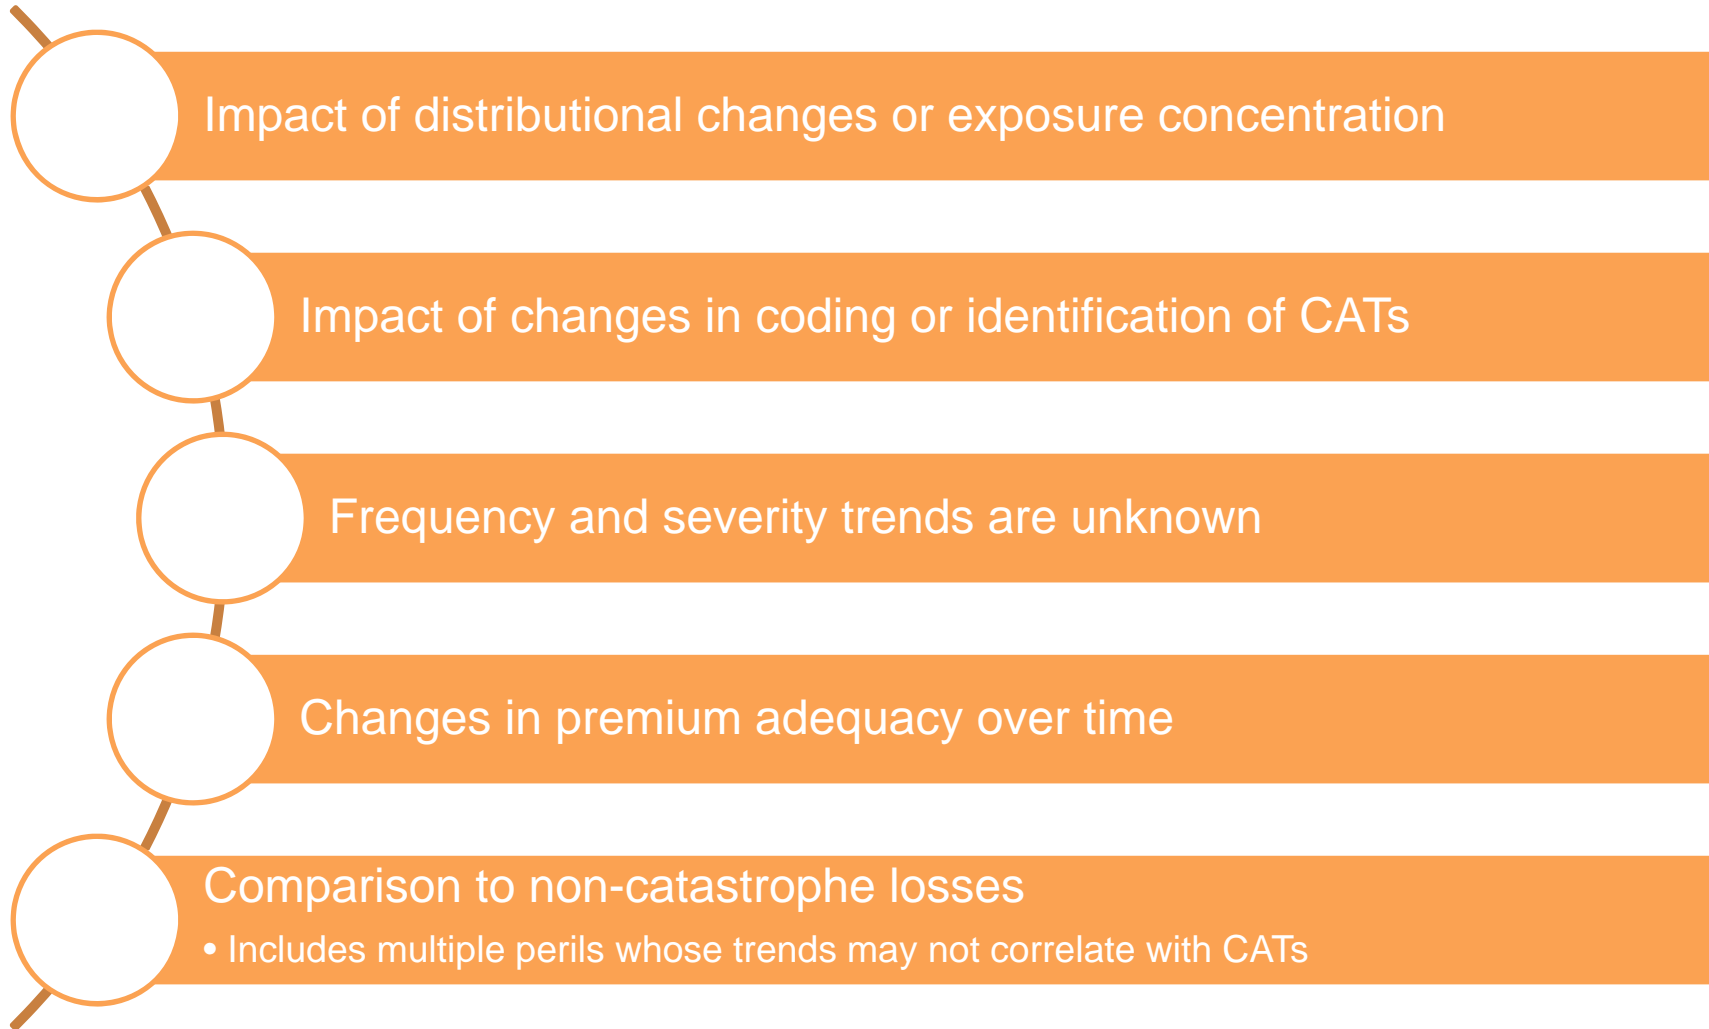 Impact of distributional changes or exposure concentration
Impact of changes in coding or identification of CATs
Frequency and severity trends are unknown
Changes in premium adequacy over time
Comparison to non-catastrophe losses
• Includes multiple perils whose trends may not correlate with CATs